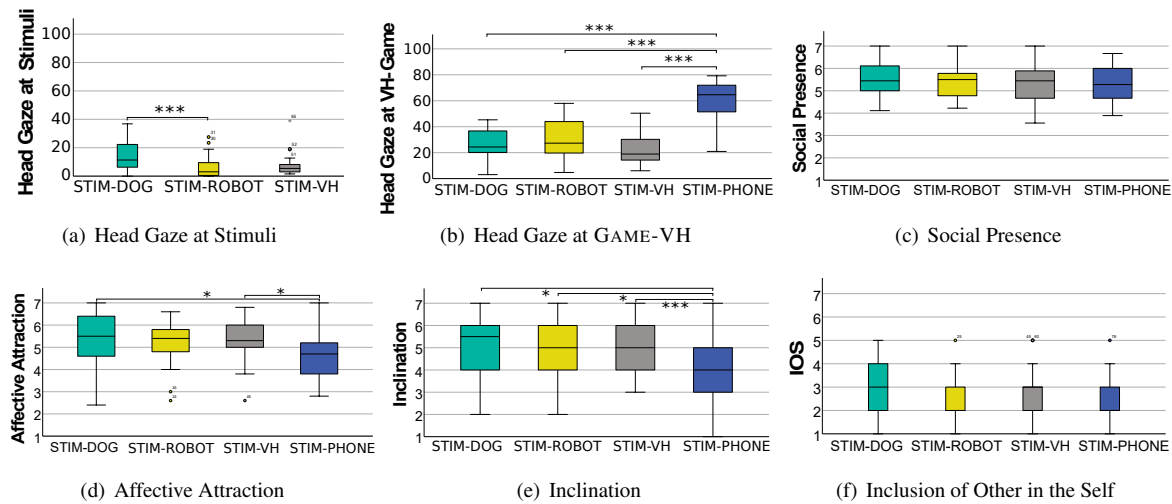 Head Gaze at Stimuli
100
80
60
40
20
0
***
STIM-DOG STIM-ROBOT STIM-VH
(a) Head Gaze at Stimuli
Head Gaze at VH-Game
100
80
60
40
20
0
***
***
***
STIM-DOG STIM-ROBOT STIM-VH STIM-PHONE
(b) Head Gaze at GAME-VH
Social Presence
7
6
5
4
3
2
1
STIM-DOG STIM-ROBOT STIM-VH STIM-PHONE
(c) Social Presence
Affective Attraction
7
6
5
4
3
2
1
*
*
STIM-DOG STIM-ROBOT STIM-VH STIM-PHONE
(d) Affective Attraction
Inclination
7
6
5
4
3
2
1
*
*
***
STIM-DOG STIM-ROBOT STIM-VH STIM-PHONE
(e) Inclination
IOS
7
6
5
4
3
2
1
STIM-DOG STIM-ROBOT STIM-VH STIM-PHONE
(f) Inclusion of Other in the Self